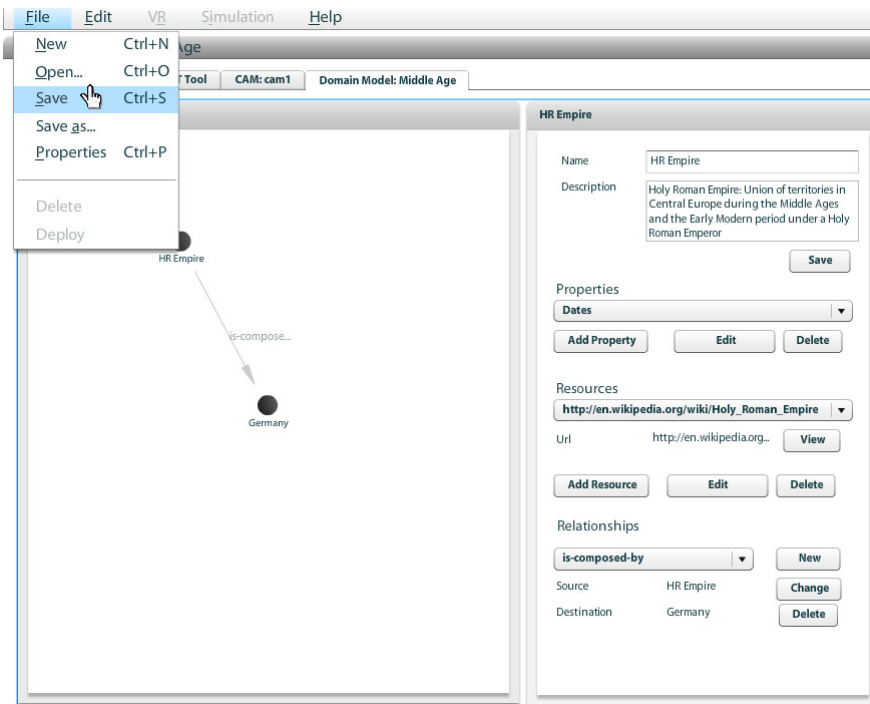 File Edit VR Simulation Help
New Ctrl+N
Age
Open... Ctrl+O
Tool CAM: cam1 Domain Model: Middle Age
Save Ctrl+S
Save as...
Properties Ctrl+P
Delete
Deploy
HR Empire
is-compose...
Germany
HR Empire
Name HR Empire
Description Holy Roman Empire: Union of territories in
Central Europe during the Middle Ages
and the Early Modern period under a Holy
Roman Emperor
Save
Properties
Dates
Add Property Edit Delete
Resources
http://en.wikipedia.org/wiki/Holy_Roman_Empire
Url http://en.wikipedia.org... View
Add Resource Edit Delete
Relationships
is-composed-by New
Source HR Empire Change
Destination Germany Delete